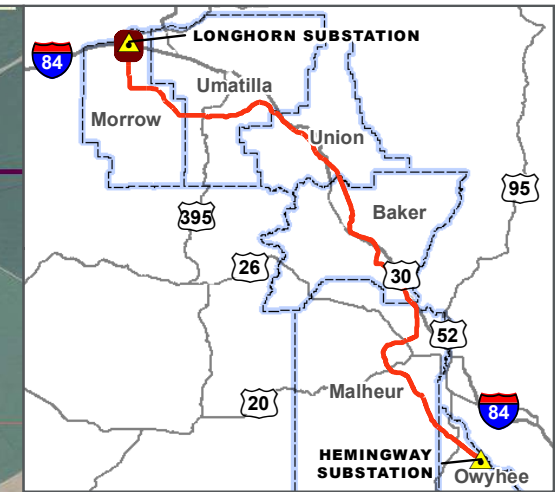 LONGHORN SUBSTATION
84
Umatilla
Morrow
Union
95
Baker
395
26
30
52
Malheur
20
84
HEMINGWAY
SUBSTATION
Owyhee